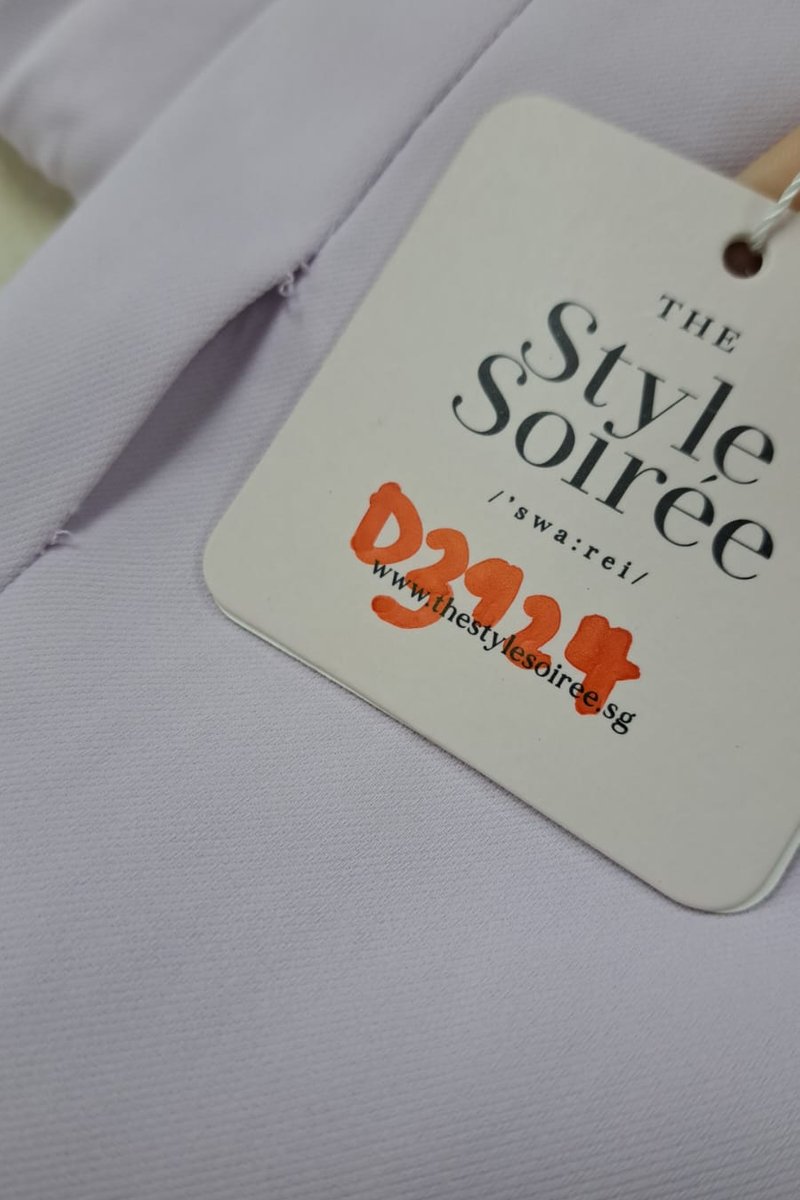 THE
Style
Soirée
/'swa:rei/
D3924
www.thestylesoiree.sg